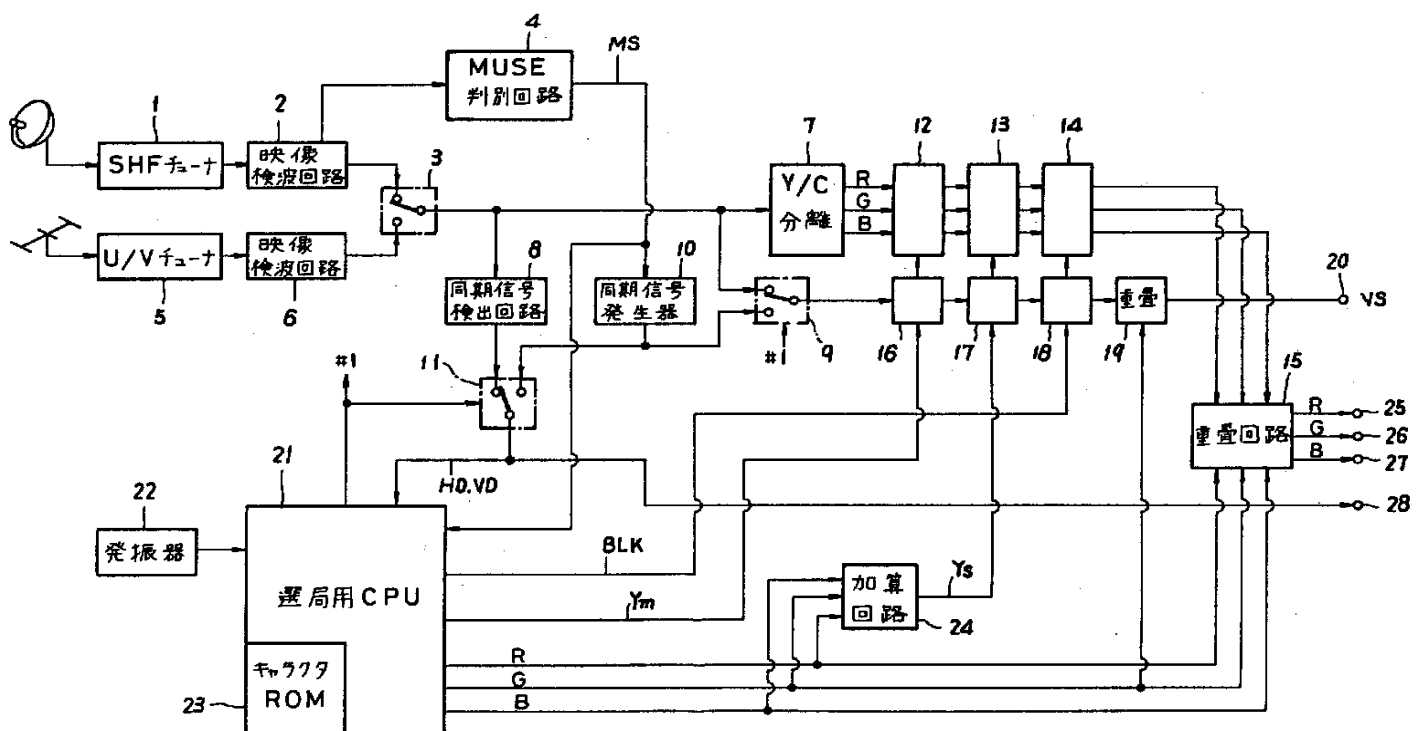 4
MS
MUSE
判別回路
1
2
SHFチューナ
映像
検波回路
3
7
12
13
14
Y/C
分離
R
G
B
U/Vチューナ
映像
検波回路
5
6
8
同期信号
検出回路
10
同期信号
発生器
#1
9
16
17
18
重畳
19
20
VS
#1
11
15
重畳回路
R
G
B
25
26
27
28
21
HD.VD
22
発振器
選局用CPU
BLK
Ym
加算
回路
24
Ys
キャラクタ
ROM
23
R
G
B